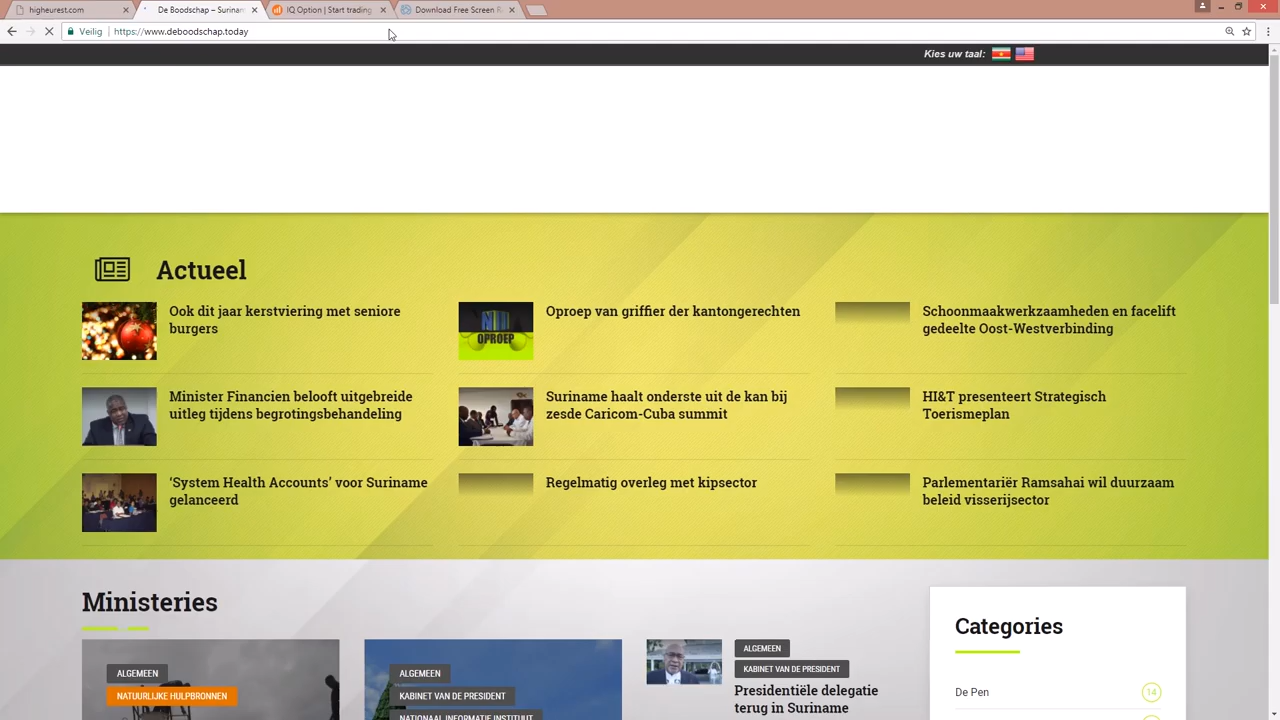 higheurest.com
De Boodschap – Surinam
IQ Option | Start trading
Download Free Screen R
Veilig
https://www.deboodschap.today
Kies uw taal:
Actueel
Ook dit jaar kerstviering met seniore
burgers
Oproep van griffier der kantongerechten
Schoonmaakwerkzaamheden en facelift
gedeelte Oost-Westverbinding
NII
OPROEP
Minister Financien belooft uitgebreide
uitleg tijdens begrotingsbehandeling
Suriname haalt onderste uit de kan bij
zesde Caricom-Cuba summit
HI&T presenteert Strategisch
Toerismeplan
‘System Health Accounts’ voor Suriname
gelanceerd
Regelmatig overleg met kipsector
Parlementariër Ramsahai wil duurzaam
beleid visserijsector
Ministeries
ALGEMEEN
NATUURLIJKE HULPBRONNEN
ALGEMEEN
KABINET VAN DE PRESIDENT
NATIONAAL INFORMATIE INSTITUUT
ALGEMEEN
KABINET VAN DE PRESIDENT
Presidentiële delegatie
terug in Suriname
Categories
De Pen
14